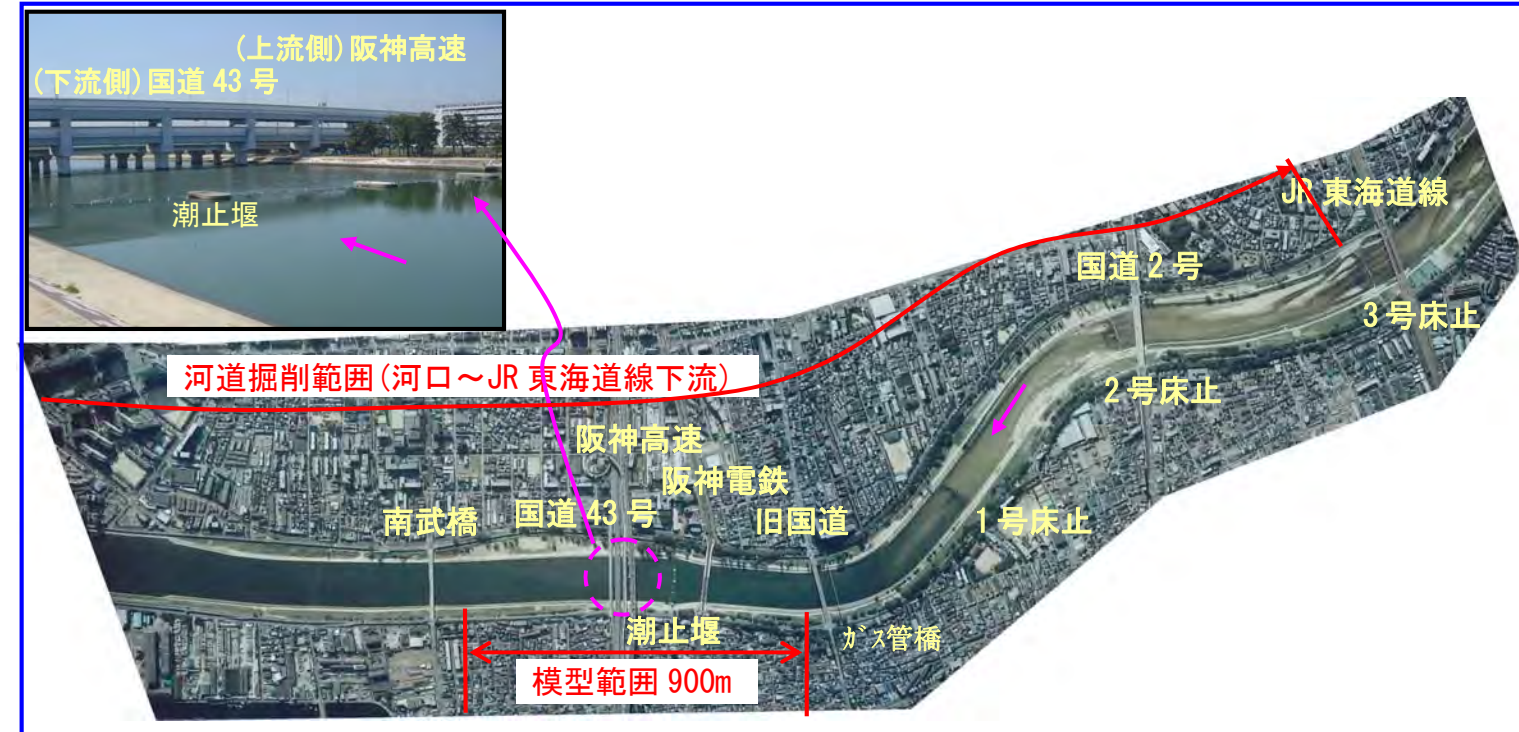 (上流側)阪神高速
(下流側)国道 43 号
潮止堰
JR 東海道線
国道 2 号
3 号床止
河道掘削範囲(河口～JR 東海道線下流)
2 号床止
阪神高速
阪神電鉄
南武橋
国道 43 号
旧国道
1 号床止
潮止堰
ガス管橋
模型範囲 900m